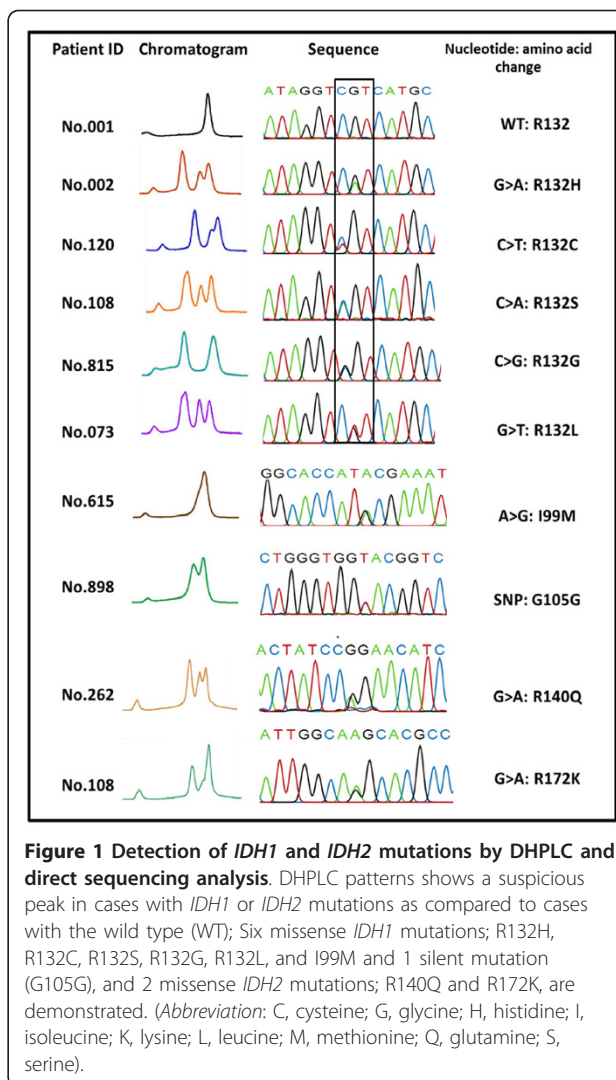 Patient ID Chromatogram Sequence Nucleotide: amino acid
change
ATAGGTCGTCATGC
No.001 WT: R132
No.002 G>A: R132H
No.120 C>T: R132C
No.108 C>A: R132S
No.815 C>G: R132G
No.073 G>T: R132L
GGCACCATACGAAAT
No.615 A>G: I99M
CTGGGTGGTACGGTC
No.898 SNP: G105G
ACTATCCGGAACATC
No.262 G>A: R140Q
ATTGGCAAGCACGCC
No.108 G>A: R172K
Figure 1 Detection of IDH1 and IDH2 mutations by DHPLC and
direct sequencing analysis. DHPLC patterns shows a suspicious
peak in cases with IDH1 or IDH2 mutations as compared to cases
with the wild type (WT); Six missense IDH1 mutations; R132H,
R132C, R132S, R132G, R132L, and I99M and 1 silent mutation
(G105G), and 2 missense IDH2 mutations; R140Q and R172K, are
demonstrated. (Abbreviation: C, cysteine; G, glycine; H, histidine; I,
isoleucine; K, lysine; L, leucine; M, methionine; Q, glutamine; S,
serine).